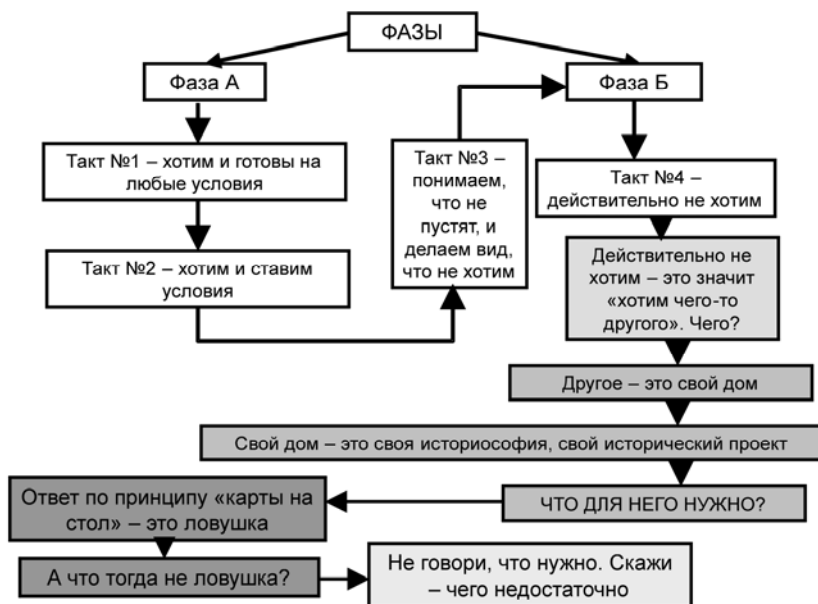 ФАЗЫ
Фаза А
Такт №1 – хотим и готовы на
любые условия
Такт №2 – хотим и ставим
условия
Такт №3 –
понимаем,
что не
пустят, и
делаем вид,
что не хотим
Фаза Б
Такт №4 –
действительно не хотим
Действительно не
хотим – это значит
«хотим чего-то
другого». Чего?
Другое – это свой дом
Свой дом – это своя историософия, свой исторический проект
ЧТО ДЛЯ НЕГО НУЖНО?
Ответ по принципу «карты на
стол» – это ловушка
А что тогда не ловушка?
Не говори, что нужно. Скажи
– чего недостаточно